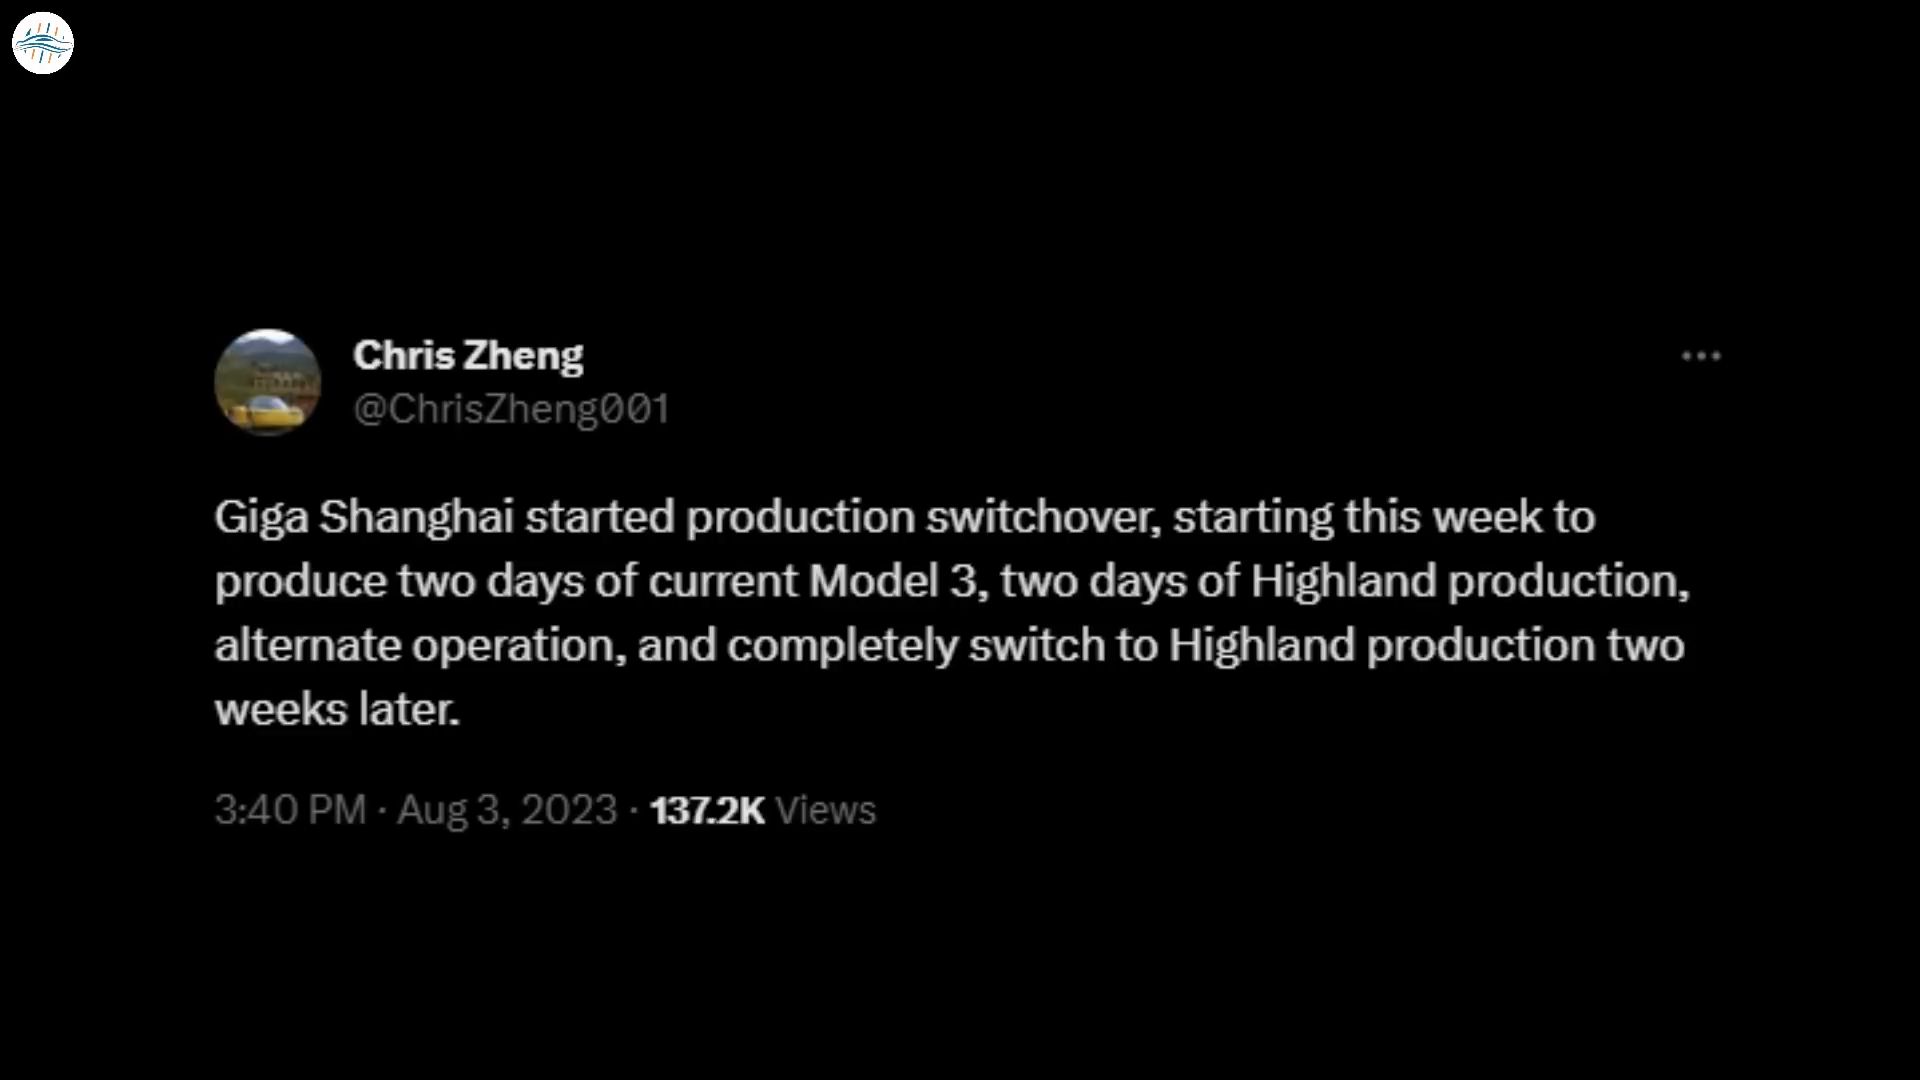 Chris Zheng
@ChrisZheng001
Giga Shanghai started production switchover, starting this week to
produce two days of current Model 3, two days of Highland production,
alternate operation, and completely switch to Highland production two
weeks later.
3:40 PM · Aug 3, 2023 · 137.2K Views